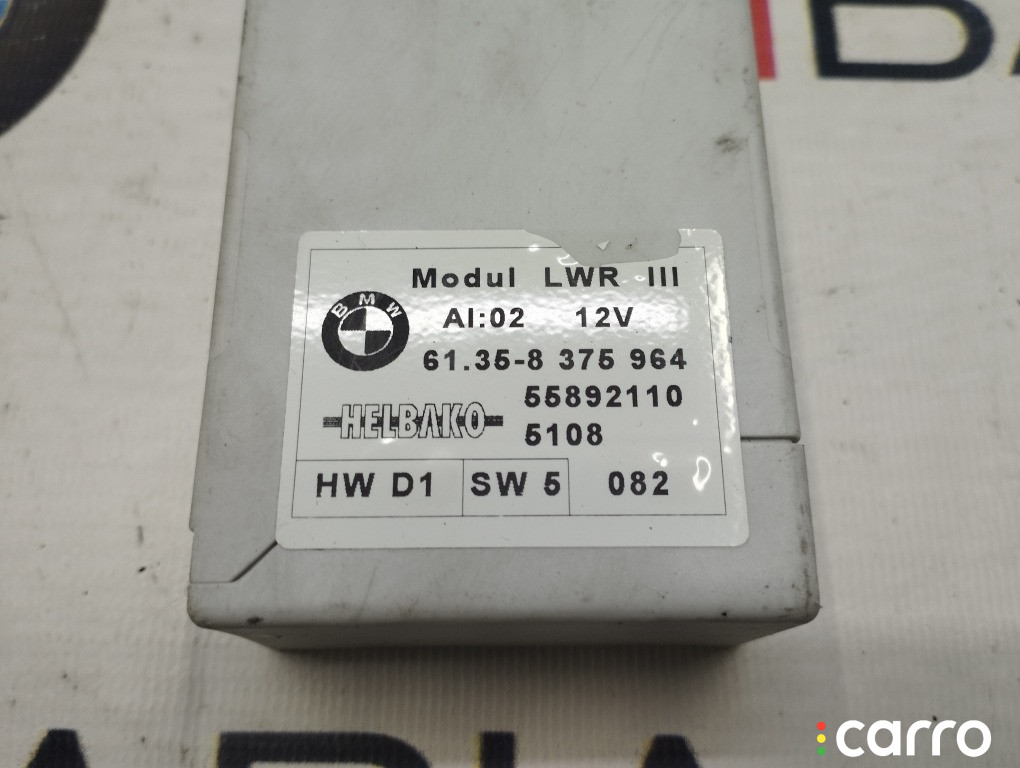 Modul LWR III
BMW
AI:02 12V
61.35-8 375 964
55892110
HELBAKO
5108
HW D1 SW 5 082
carro